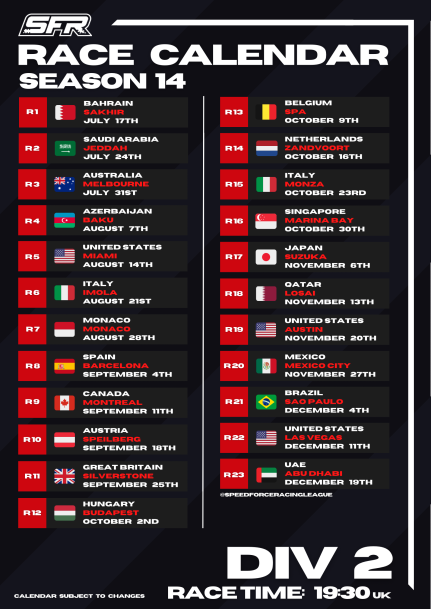 SFR
RACE CALENDAR
SEASON 14
R1
BAHRAIN
SAKHIR
JULY 17TH
R2
SAUDI ARABIA
JEDDAH
JULY 24TH
R3
AUSTRALIA
MELBOURNE
JULY 31ST
R4
AZERBAIJAN
BAKU
AUGUST 7TH
R5
UNITED STATES
MIAMI
AUGUST 14TH
R6
ITALY
IMOLA
AUGUST 21ST
R7
MONACO
MONACO
AUGUST 28TH
R8
SPAIN
BARCELONA
SEPTEMBER 4TH
R9
CANADA
MONTREAL
SEPTEMBER 11TH
R10
AUSTRIA
SPEILBERG
SEPTEMBER 18TH
R11
GREAT BRITAIN
SILVERSTONE
SEPTEMBER 25TH
R12
HUNGARY
BUDAPEST
OCTOBER 2ND
R13
BELGIUM
SPA
OCTOBER 9TH
R14
NETHERLANDS
ZANDVOORT
OCTOBER 16TH
R15
ITALY
MONZA
OCTOBER 23RD
R16
SINGAPORE
MARINA BAY
OCTOBER 30TH
R17
JAPAN
SUZUKA
NOVEMBER 6TH
R18
QATAR
LOSAI
NOVEMBER 13TH
R19
UNITED STATES
AUSTIN
NOVEMBER 20TH
R20
MEXICO
MEXICO CITY
NOVEMBER 27TH
R21
BRAZIL
SAO PAULO
DECEMBER 4TH
R22
UNITED STATES
LAS VEGAS
DECEMBER 11TH
R23
UAE
ABU DHABI
DECEMBER 19TH
@SPEEDFORCERACINGLEAGUE
DIV 2
CALENDAR SUBJECT TO CHANGES
RACE TIME: 19:30 UK